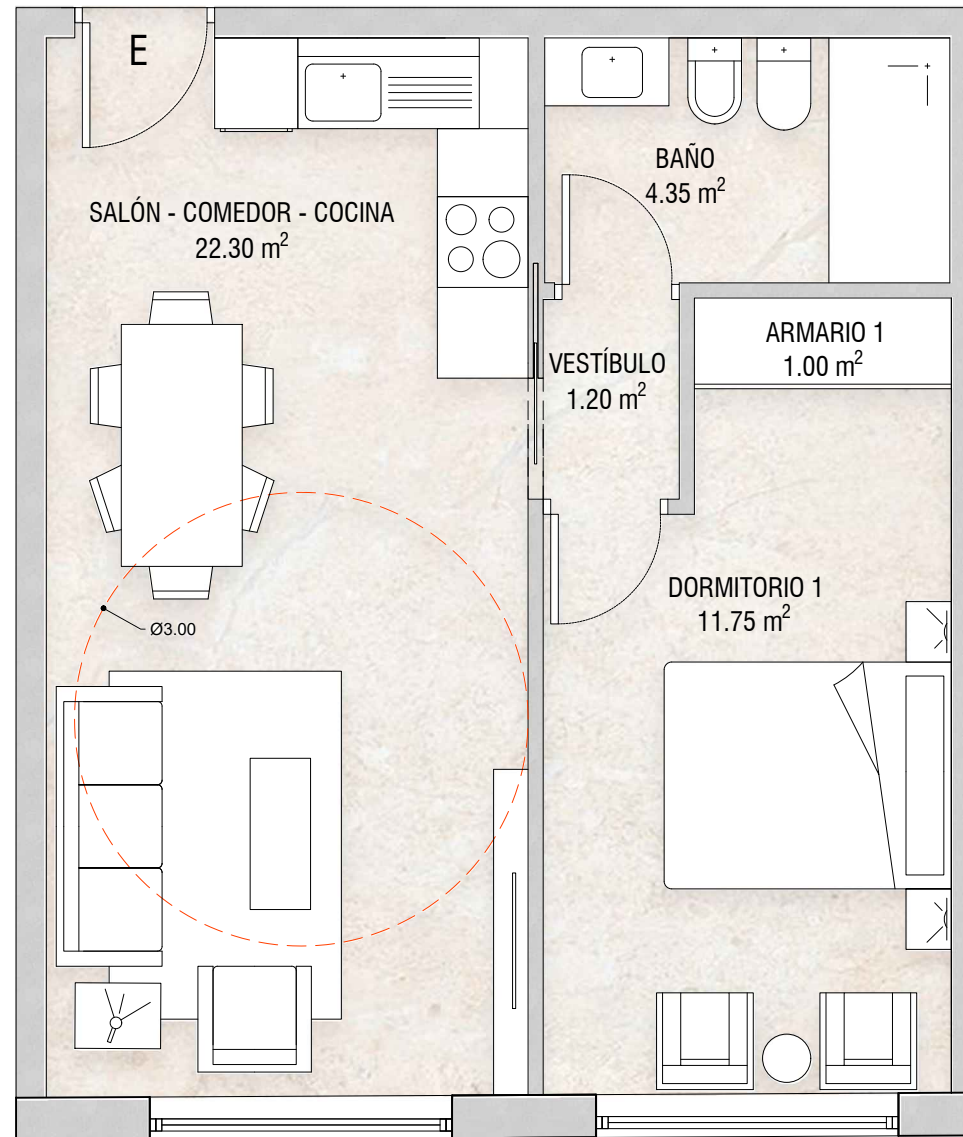 E
SALÓN - COMEDOR - COCINA
22.30 m²
BAÑO
4.35 m²
VESTÍBULO
1.20 m²
ARMARIO 1
1.00 m²
DORMITORIO 1
11.75 m²
Ø3.00